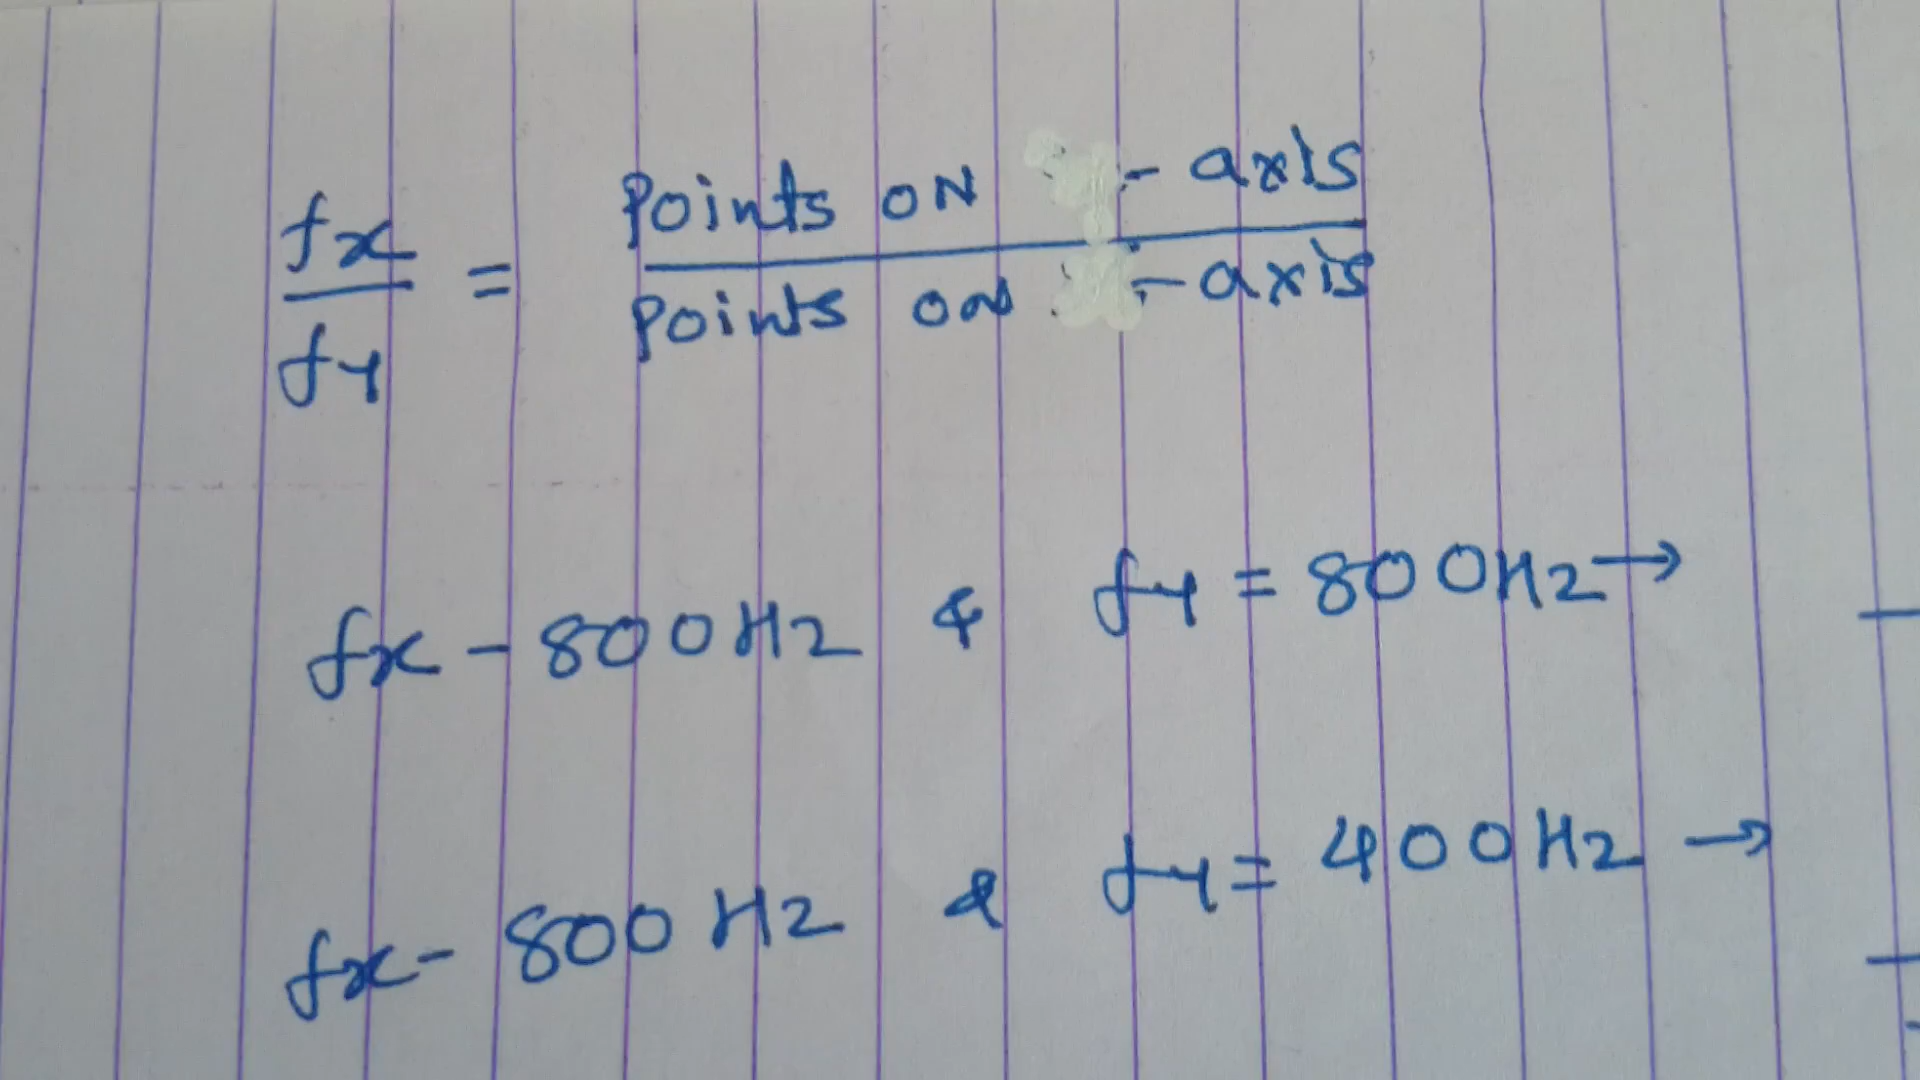 fx / fy = Points ON - axis / Points on - axis
fx - 800Hz & fy = 800Hz →
fx - 800Hz & fy = 400Hz →